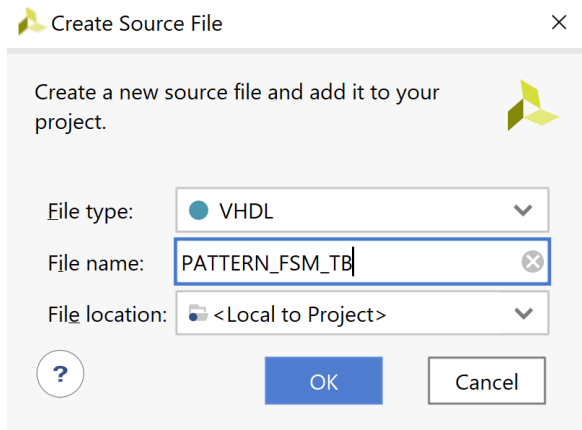 Create Source File
Create a new source file and add it to your
project.
File type: VHDL
File name: PATTERN_FSM_TB
File location: <Local to Project>
? OK Cancel